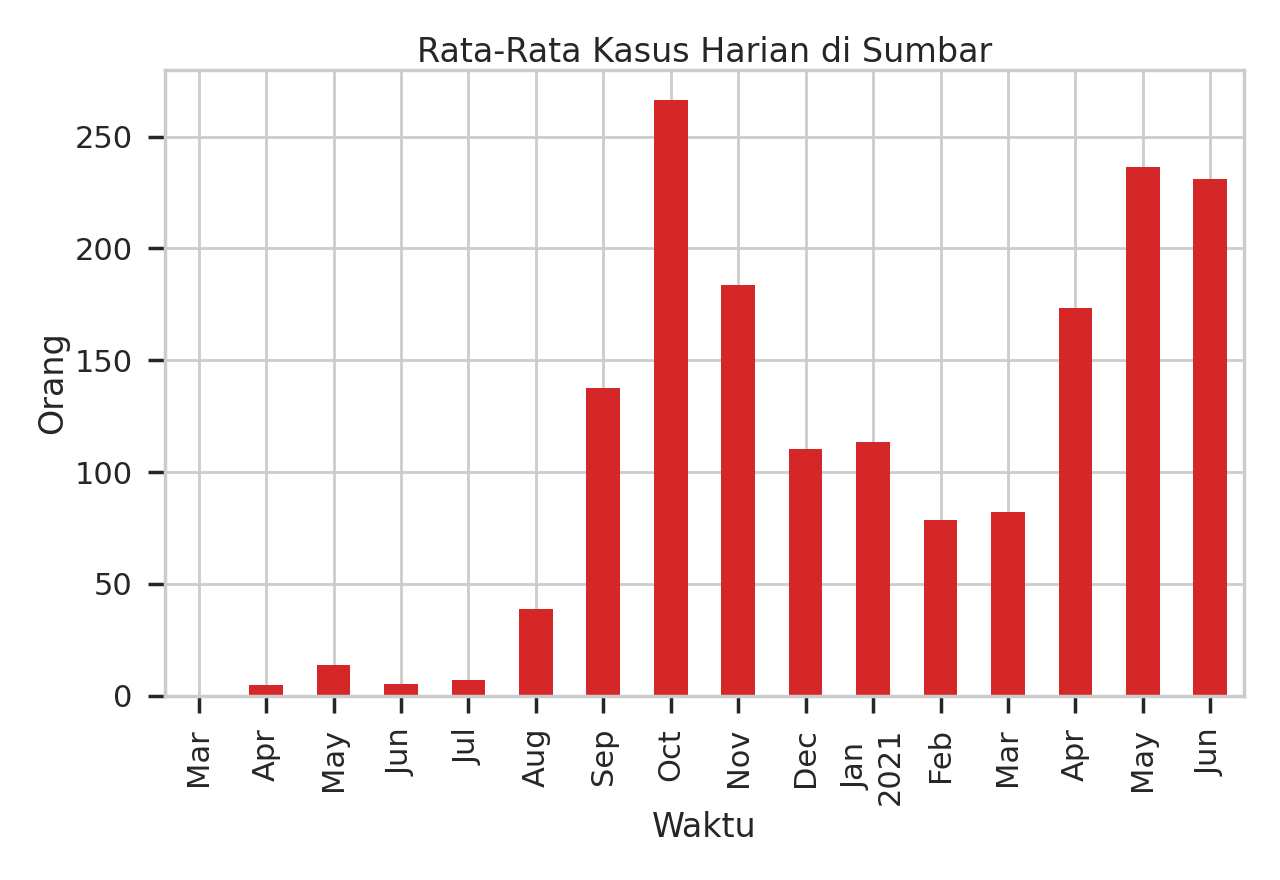 Rata-Rata Kasus Harian di Sumbar
Orang
250
200
150
100
50
0
Mar
Apr
May
Jun
Jul
Aug
Sep
Oct
Nov
Dec
Jan
2021
Feb
Mar
Apr
May
Jun
Waktu